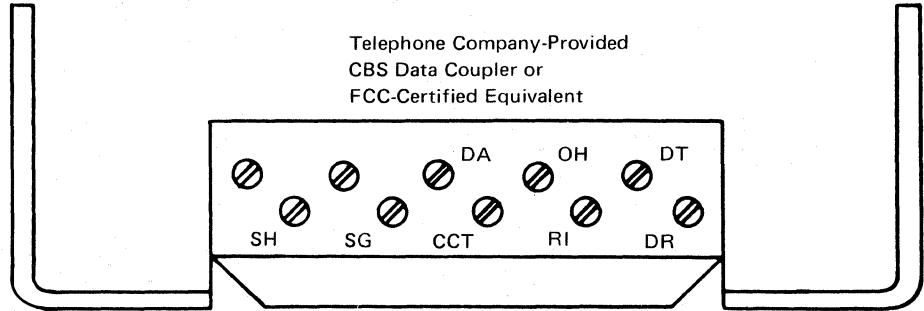 Telephone Company-Provided
CBS Data Coupler or
FCC-Certified Equivalent
DA OH DT
SH SG CCT RI DR